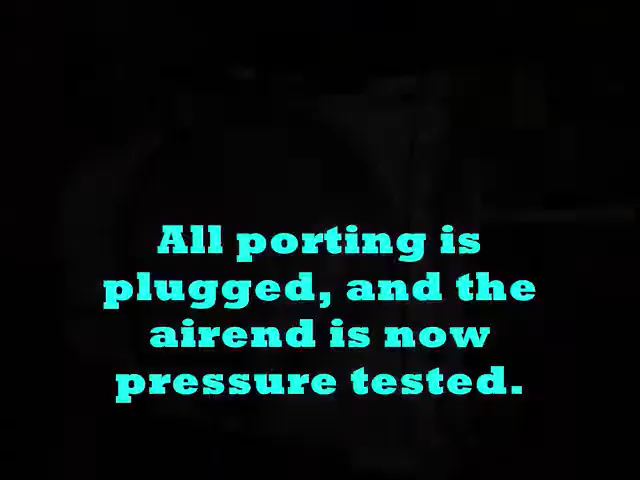 All porting is
plugged, and the
airend is now
pressure tested.